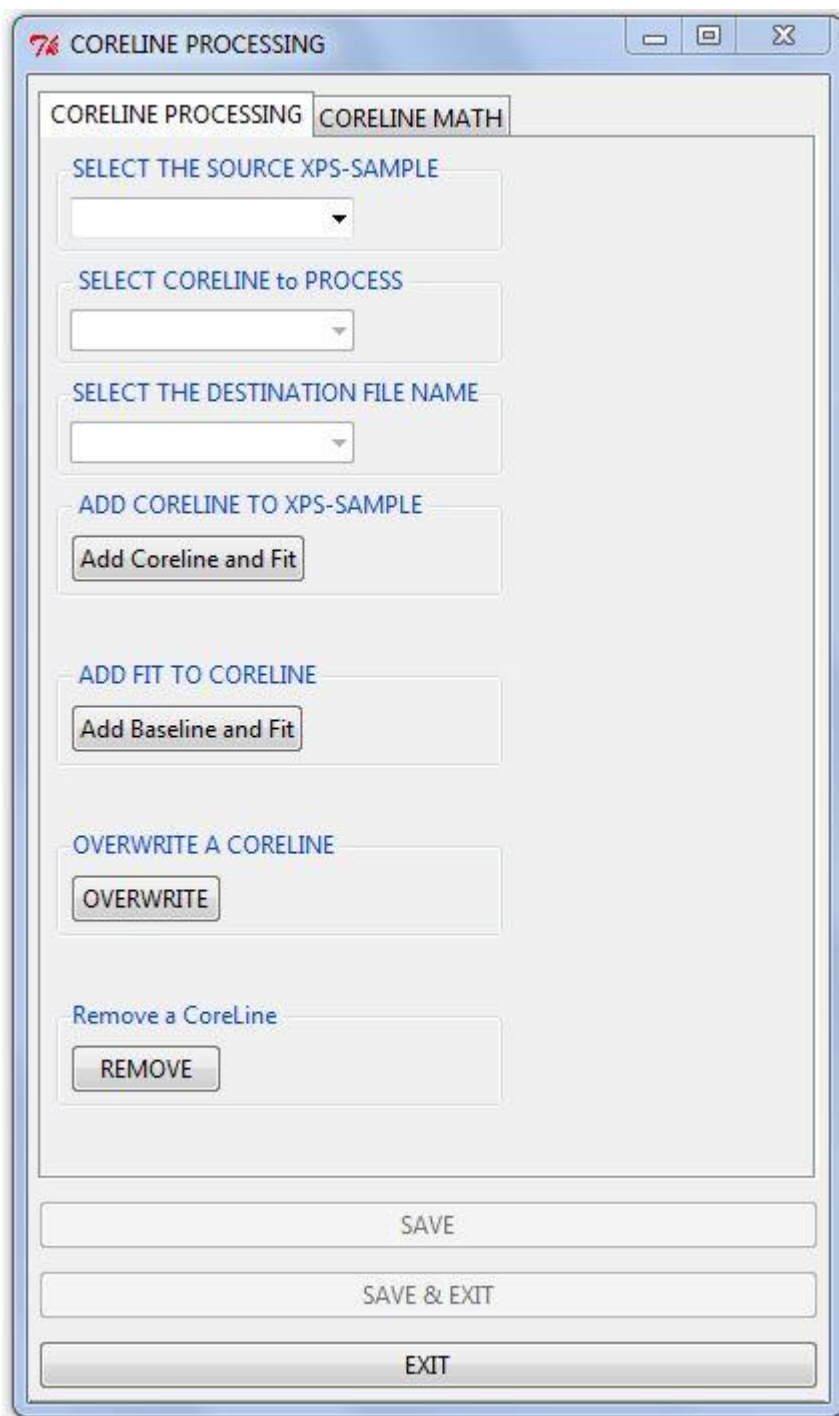 CORELINE PROCESSING
CORELINE PROCESSING CORELINE MATH
SELECT THE SOURCE XPS-SAMPLE
SELECT CORELINE to PROCESS
SELECT THE DESTINATION FILE NAME
ADD CORELINE TO XPS-SAMPLE
Add Coreline and Fit
ADD FIT TO CORELINE
Add Baseline and Fit
OVERWRITE A CORELINE
OVERWRITE
Remove a CoreLine
REMOVE
SAVE
SAVE & EXIT
EXIT